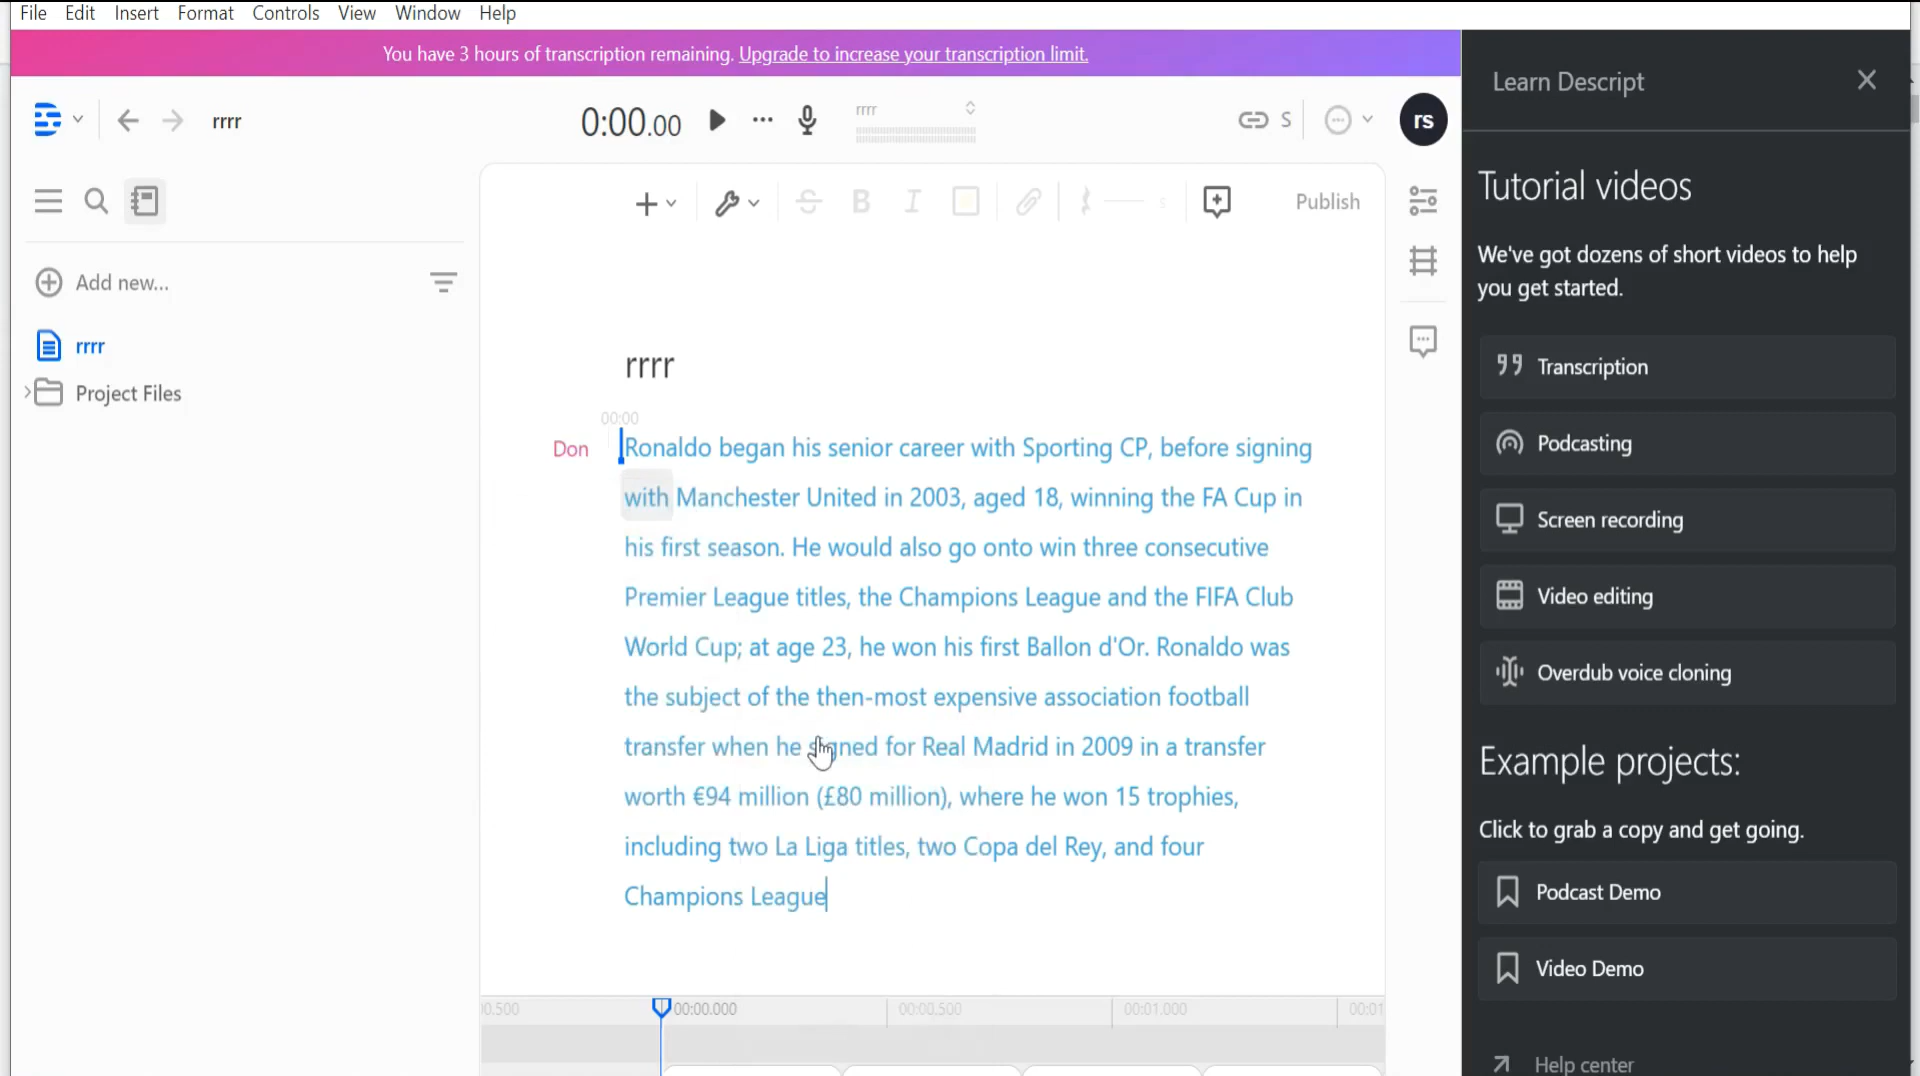 File Edit Insert Format Controls View Window Help
You have 3 hours of transcription remaining. Upgrade to increase your transcription limit.
rrrr
0:00.00
rrrr
S
rs
Publish
Add new...
rrrr
Project Files
rrrr
00:00
Don
Ronaldo began his senior career with Sporting CP, before signing
with Manchester United in 2003, aged 18, winning the FA Cup in
his first season. He would also go onto win three consecutive
Premier League titles, the Champions League and the FIFA Club
World Cup; at age 23, he won his first Ballon d'Or. Ronaldo was
the subject of the then-most expensive association football
transfer when he signed for Real Madrid in 2009 in a transfer
worth €94 million (£80 million), where he won 15 trophies,
including two La Liga titles, two Copa del Rey, and four
Champions League
00:00.000 00:00.500 00:01.000
Learn Descript
Tutorial videos
We've got dozens of short videos to help
you get started.
Transcription
Podcasting
Screen recording
Video editing
Overdub voice cloning
Example projects:
Click to grab a copy and get going.
Podcast Demo
Video Demo
Help center